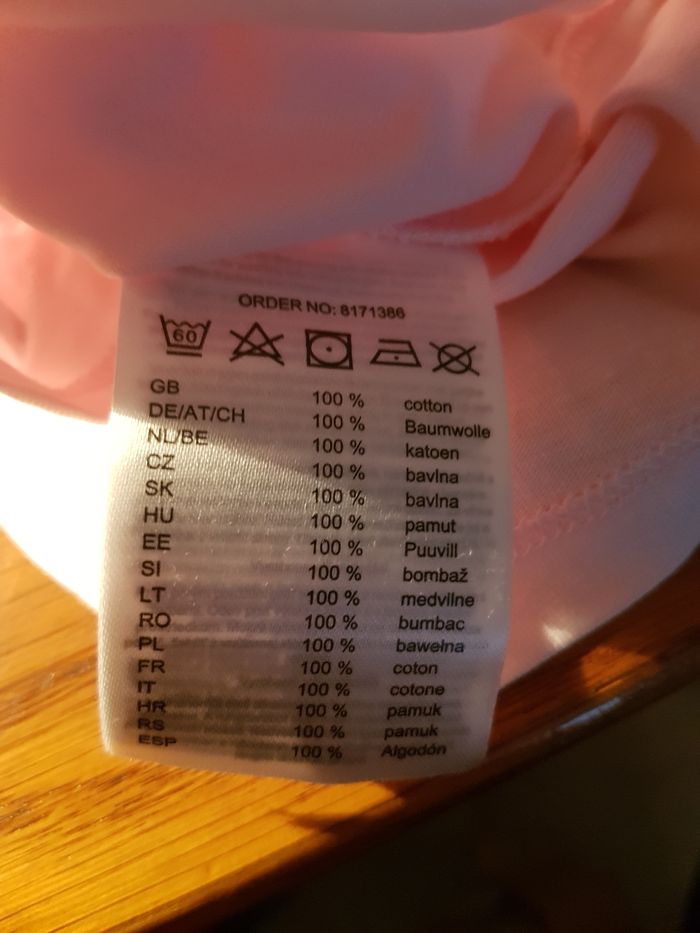 ORDER NO: 8171386
60
GB 100 % cotton
DE/AT/CH 100 % Baumwolle
NL/BE 100 % katoen
CZ 100 % bavlna
SK 100 % bavlna
HU 100 % pamut
EE 100 % Puuvill
SI 100 % bombaž
LT 100 % medvilne
RO 100 % bumbac
PL 100 % bawełna
FR 100 % coton
IT 100 % cotone
HR 100 % pamuk
RS 100 % pamuk
ESP 100 % Algodón